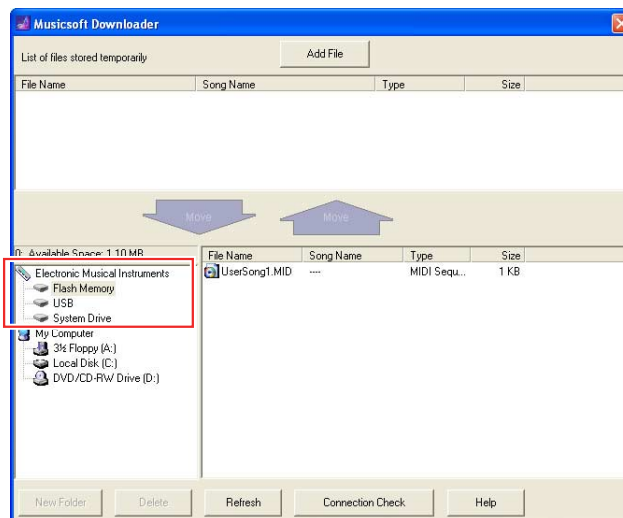 Musicsoft Downloader
List of files stored temporarily
Add File
File Name Song Name Type Size
Move Move
0: Available Space: 1.10 MB
File Name Song Name Type Size
Electronic Musical Instruments
UserSong1.MID ---- MIDI Sequ... 1 KB
Flash Memory
USB
System Drive
My Computer
3½ Floppy (A:)
Local Disk (C:)
DVD/CD-RW Drive (D:)
New Folder Delete Refresh Connection Check Help